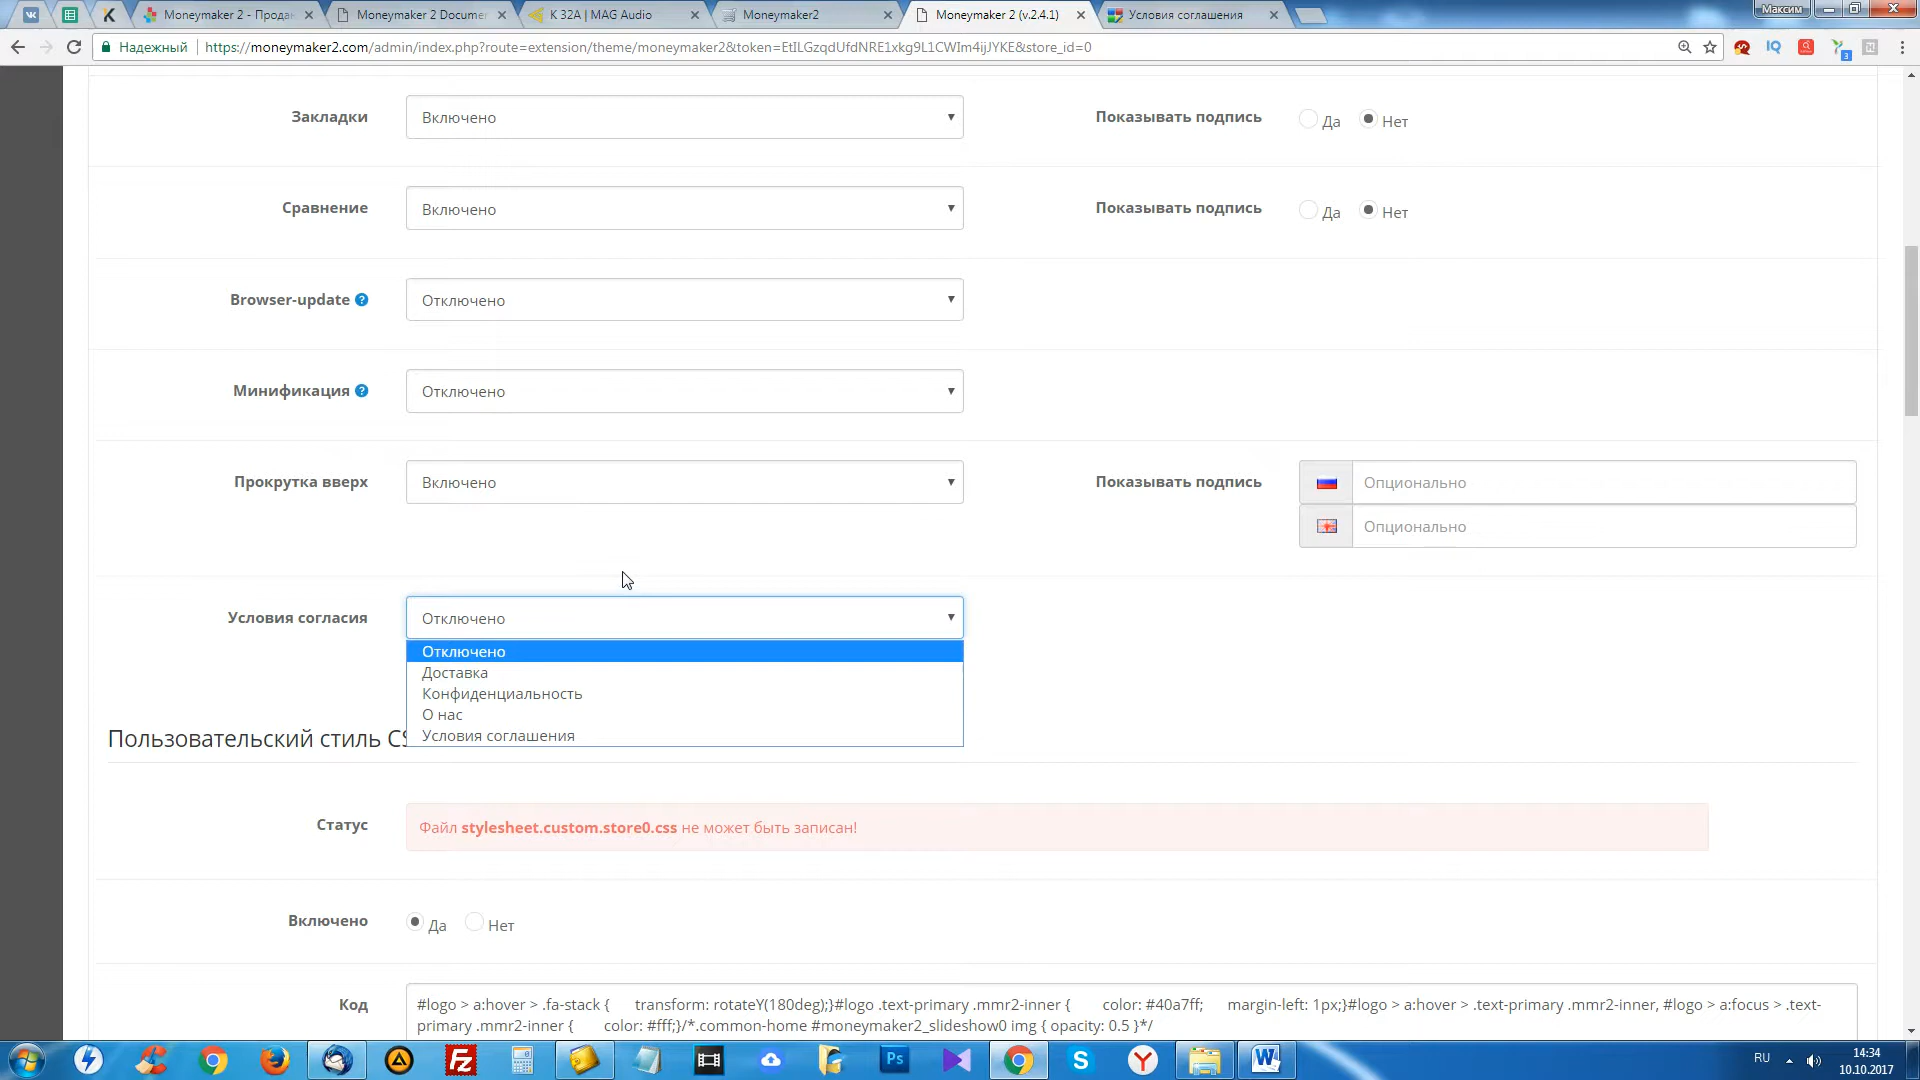 Moneymaker 2 - Прода
Moneymaker 2 Documen
K 32A | MAG Audio
Moneymaker2
Moneymaker 2 (v.2.4.1)
Условия соглашения
Максим
Надежный
https://moneymaker2.com/admin/index.php?route=extension/theme/moneymaker2&token=EtILGzqdUfdNRE1xkg9L1CWIm4ijJYKE&store_id=0
IQ
3
Закладки
Включено
Показывать подпись
Да
Нет
Сравнение
Включено
Показывать подпись
Да
Нет
Browser-update
Отключено
Минификация
Отключено
Прокрутка вверх
Включено
Показывать подпись
Опционально
Опционально
Условия согласия
Отключено
Отключено
Доставка
Конфиденциальность
О нас
Условия соглашения
Пользовательский стиль CS
Статус
Файл stylesheet.custom.store0.css не может быть записан!
Включено
Да
Нет
Код
#logo > a:hover > .fa-stack { transform: rotateY(180deg);}#logo .text-primary .mmr2-inner { color: #40a7ff; margin-left: 1px;}#logo > a:hover > .text-primary .mmr2-inner, #logo > a:focus > .text-
primary .mmr2-inner { color: #fff;}/*.common-home #moneymaker2_slideshow0 img { opacity: 0.5 }*/
Ps
RU
14:34
10.10.2017